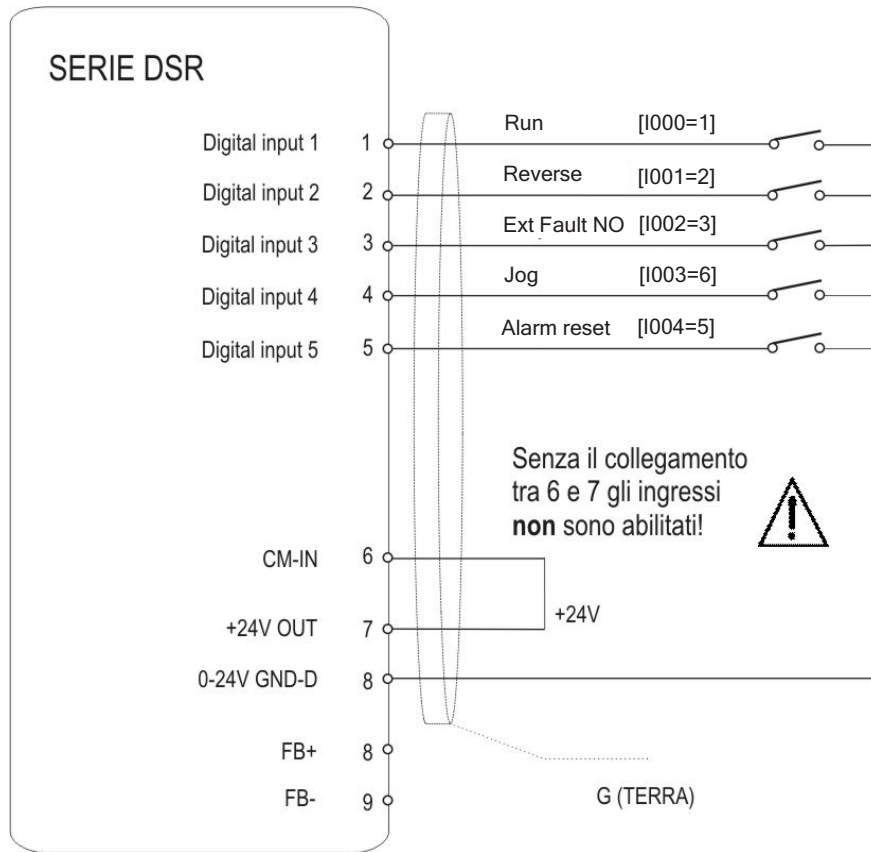 SERIE DSR
Digital input 1 1 Run [I000=1]
Digital input 2 2 Reverse [I001=2]
Digital input 3 3 Ext Fault NO [I002=3]
Digital input 4 4 Jog [I003=6]
Digital input 5 5 Alarm reset [I004=5]
Senza il collegamento
tra 6 e 7 gli ingressi
non sono abilitati!
CM-IN 6
+24V
+24V OUT 7
0-24V GND-D 8
FB+ 8
FB- 9
G (TERRA)